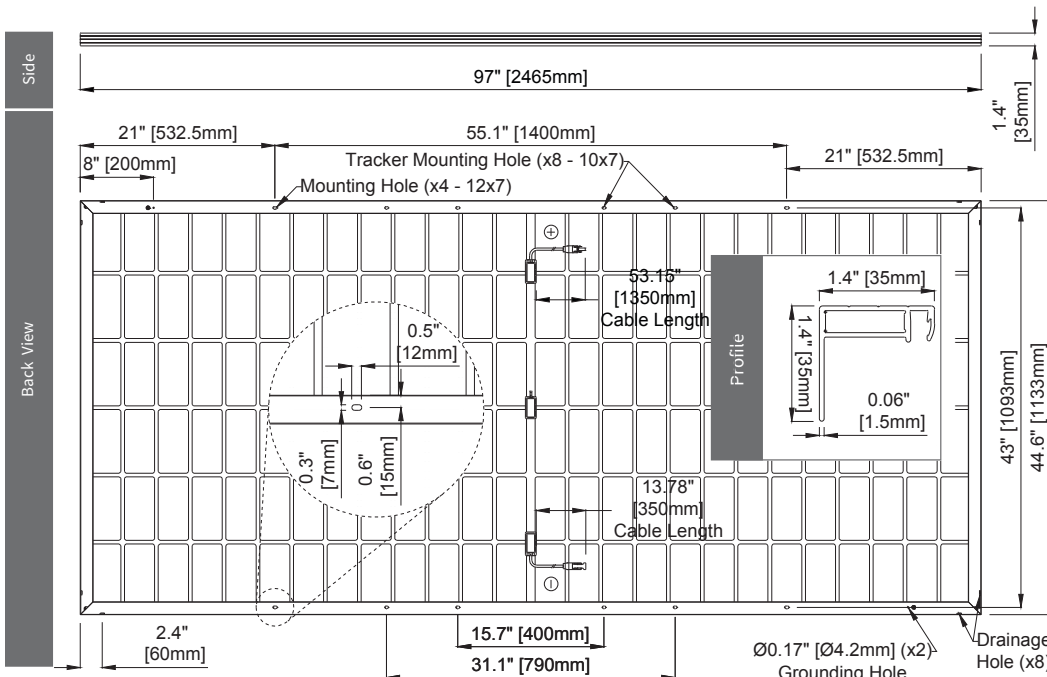 Side
97" [2465mm]
1.4"
[35mm]
Back View
21" [532.5mm]
55.1" [1400mm]
21" [532.5mm]
8" [200mm]
Tracker Mounting Hole (x8 - 10x7)
Mounting Hole (x4 - 12x7)
+
53.15"
[1350mm]
Cable Length
Profile
1.4" [35mm]
1.4" [35mm]
0.06"
[1.5mm]
0.5"
[12mm]
0.3"
[7mm]
0.6"
[15mm]
13.78"
[350mm]
Cable Length
−
43" [1093mm]
44.6" [1133mm]
2.4"
[60mm]
15.7" [400mm]
31.1" [790mm]
Ø0.17" [Ø4.2mm] (x2)
Grounding Hole
Drainage
Hole (x8)